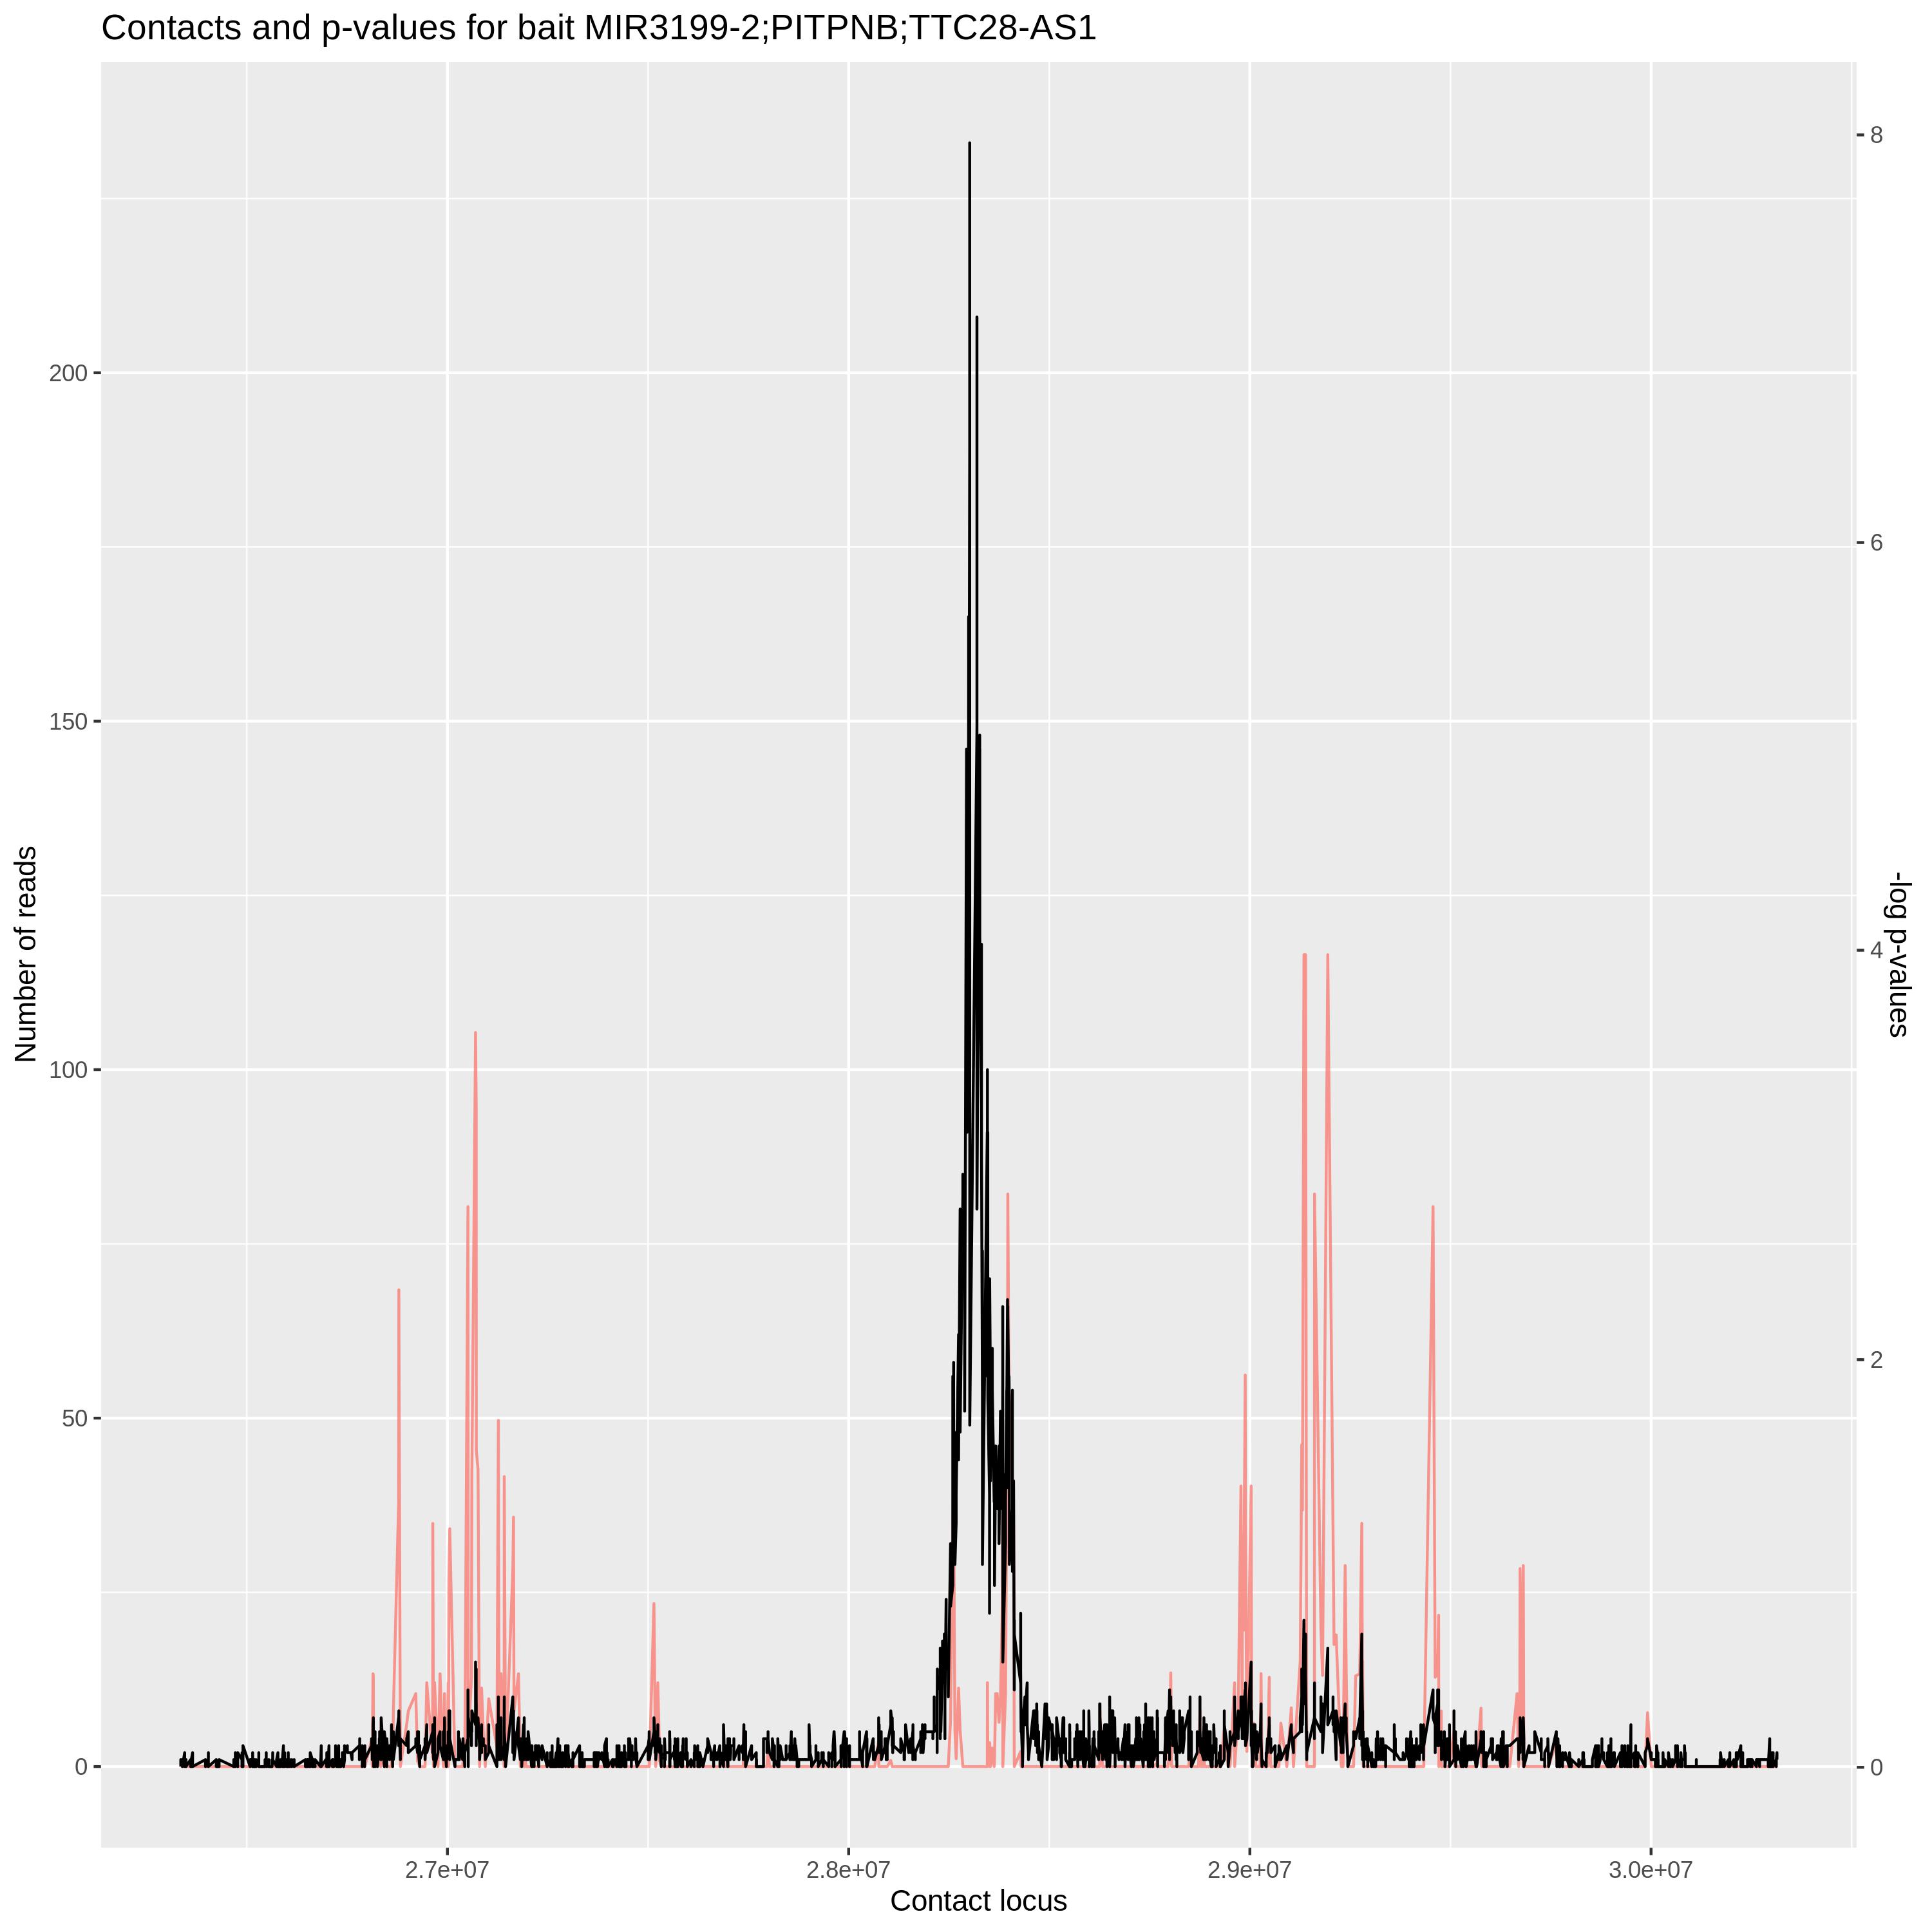 Contacts and p-values for bait MIR3199-2;PITPNB;TTC28-AS1
Number of reads
200
150
100
50
0
8
6
4
2
0
-log p-values
2.7e+07
2.8e+07
2.9e+07
3.0e+07
Contact locus